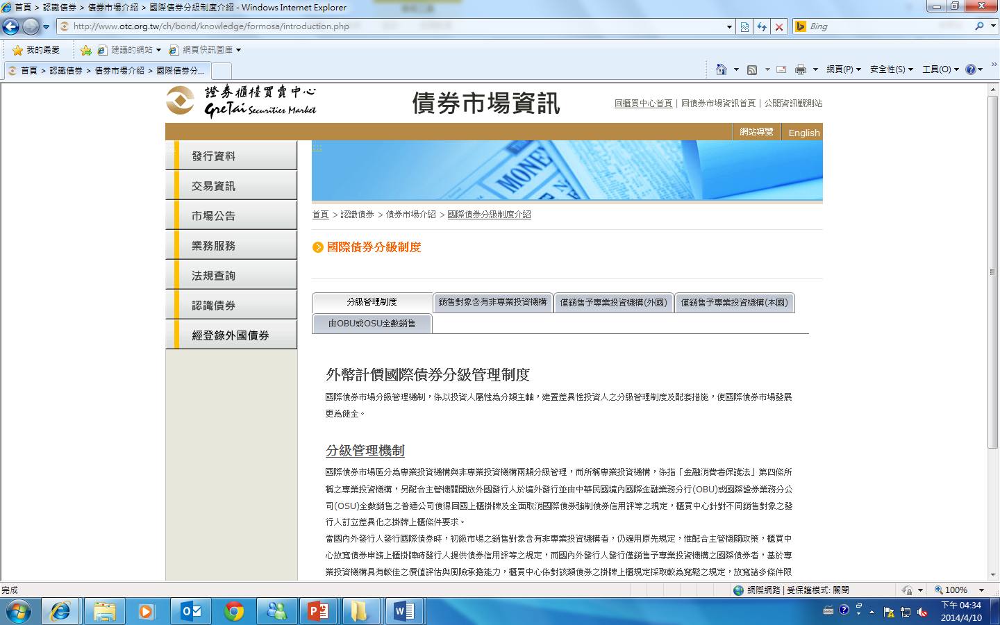 首頁 > 認識債券 > 債券市場介紹 > 國際債券分級制度介紹 - Windows Internet Explorer
http://www.otc.org.tw/ch/bond/knowledge/formosa/introduction.php
Bing
我的最愛
建議的網站
網頁快訊圖庫
首頁 > 認識債券 > 債券市場介紹 > 國際債券分...
網頁(P)
安全性(S)
工具(O)
證券櫃檯買賣中心
GreTai Securities Market
債券市場資訊
回櫃買中心首頁 | 回債券市場資訊首頁 | 公開資訊觀測站
網站導覽
English
發行資料
交易資訊
市場公告
業務服務
法規查詢
認識債券
經登錄外國債券
MONEY
首頁 > 認識債券 > 債券市場介紹 > 國際債券分級制度介紹
國際債券分級制度
分級管理制度
銷售對象含有非專業投資機構
僅銷售予專業投資機構(外國)
僅銷售予專業投資機構(本國)
由OBU或OSU全數銷售
外幣計價國際債券分級管理制度
國際債券市場分級管理機制，係以投資人屬性為分類主軸，建置差異性投資人之分級管理制度及配套措施，使國際債券市場發展
更為健全。
分級管理機制
國際債券市場區分為專業投資機構與非專業投資機構兩類分級管理，而所稱專業投資機構，係指「金融消費者保護法」第四條所
稱之專業投資機構，另配合主管機關開放外國發行人於境外發行並由中華民國境內國際金融業務分行(OBU)或國際證券業務分公
司(OSU)全數銷售之普通公司債得回國上櫃掛牌及全面取消國際債券強制債券信用評等之規定，櫃買中心針對不同銷售對象之發
行人訂立差異化之掛牌上櫃條件要求。
當國內外發行人發行國際債券時，初級市場之銷售對象含有非專業投資機構者，仍適用原先規定，惟配合主管機關政策，櫃買中
心放寬債券申請上櫃掛牌時發行人提供債券信用評等之規定，而國內外發行人發行僅銷售予專業投資機構之國際債券者，基於專
業投資機構具有較佳之價值評估與風險承擔能力，櫃買中心係對該類債券之掛牌上櫃規定採取較為寬鬆之規定，放寬諸多條件限
完成
網際網路 | 受保護模式: 關閉
100%
下午 04:34
2014/4/10